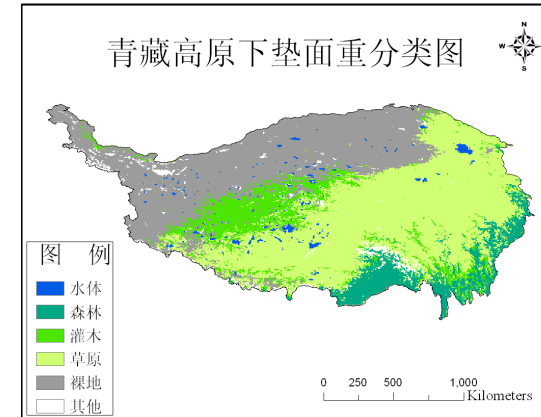 青藏高原下垫面重分类图
N
W E
S
图 例
水体
森林
灌木
草原
裸地
其他
0 250 500 1,000
Kilometers